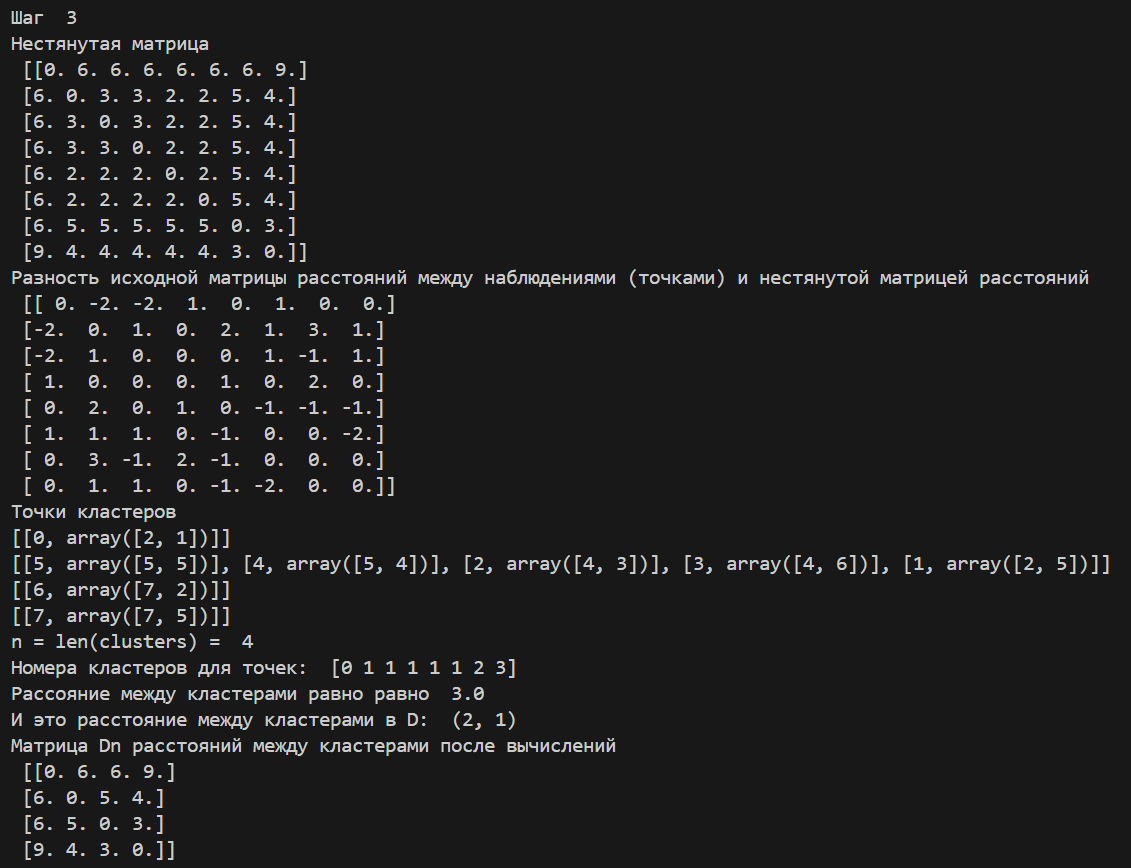 Шаг  3
Нестянутая матрица
 [[0. 6. 6. 6. 6. 6. 6. 9.]
 [6. 0. 3. 3. 2. 2. 5. 4.]
 [6. 3. 0. 3. 2. 2. 5. 4.]
 [6. 3. 3. 0. 2. 2. 5. 4.]
 [6. 2. 2. 2. 0. 2. 5. 4.]
 [6. 2. 2. 2. 2. 0. 5. 4.]
 [6. 5. 5. 5. 5. 5. 0. 3.]
 [9. 4. 4. 4. 4. 4. 3. 0.]]
Разность исходной матрицы расстояний между наблюдениями (точками) и нестянутой матрицей расстояний
 [[ 0. -2. -2.  1.  0.  1.  0.  0.]
 [-2.  0.  1.  0.  2.  1.  3.  1.]
 [-2.  1.  0.  0.  0.  1. -1.  1.]
 [ 1.  0.  0.  0.  1.  0.  2.  0.]
 [ 0.  2.  0.  1.  0. -1. -1. -1.]
 [ 1.  1.  1.  0. -1.  0.  0. -2.]
 [ 0.  3. -1.  2. -1.  0.  0.  0.]
 [ 0.  1.  1.  0. -1. -2.  0.  0.]]
Точки кластеров
[[0, array([2, 1])]]
[[5, array([5, 5])], [4, array([5, 4])], [2, array([4, 3])], [3, array([4, 6])], [1, array([2, 5])]]
[[6, array([7, 2])]]
[[7, array([7, 5])]]
n = len(clusters) =  4
Номера кластеров для точек:  [0 1 1 1 1 1 2 3]
Рассояние между кластерами равно равно  3.0
И это расстояние между кластерами в D:  (2, 1)
Матрица Dn расстояний между кластерами после вычислений
 [[0. 6. 6. 9.]
 [6. 0. 5. 4.]
 [6. 5. 0. 3.]
 [9. 4. 3. 0.]]